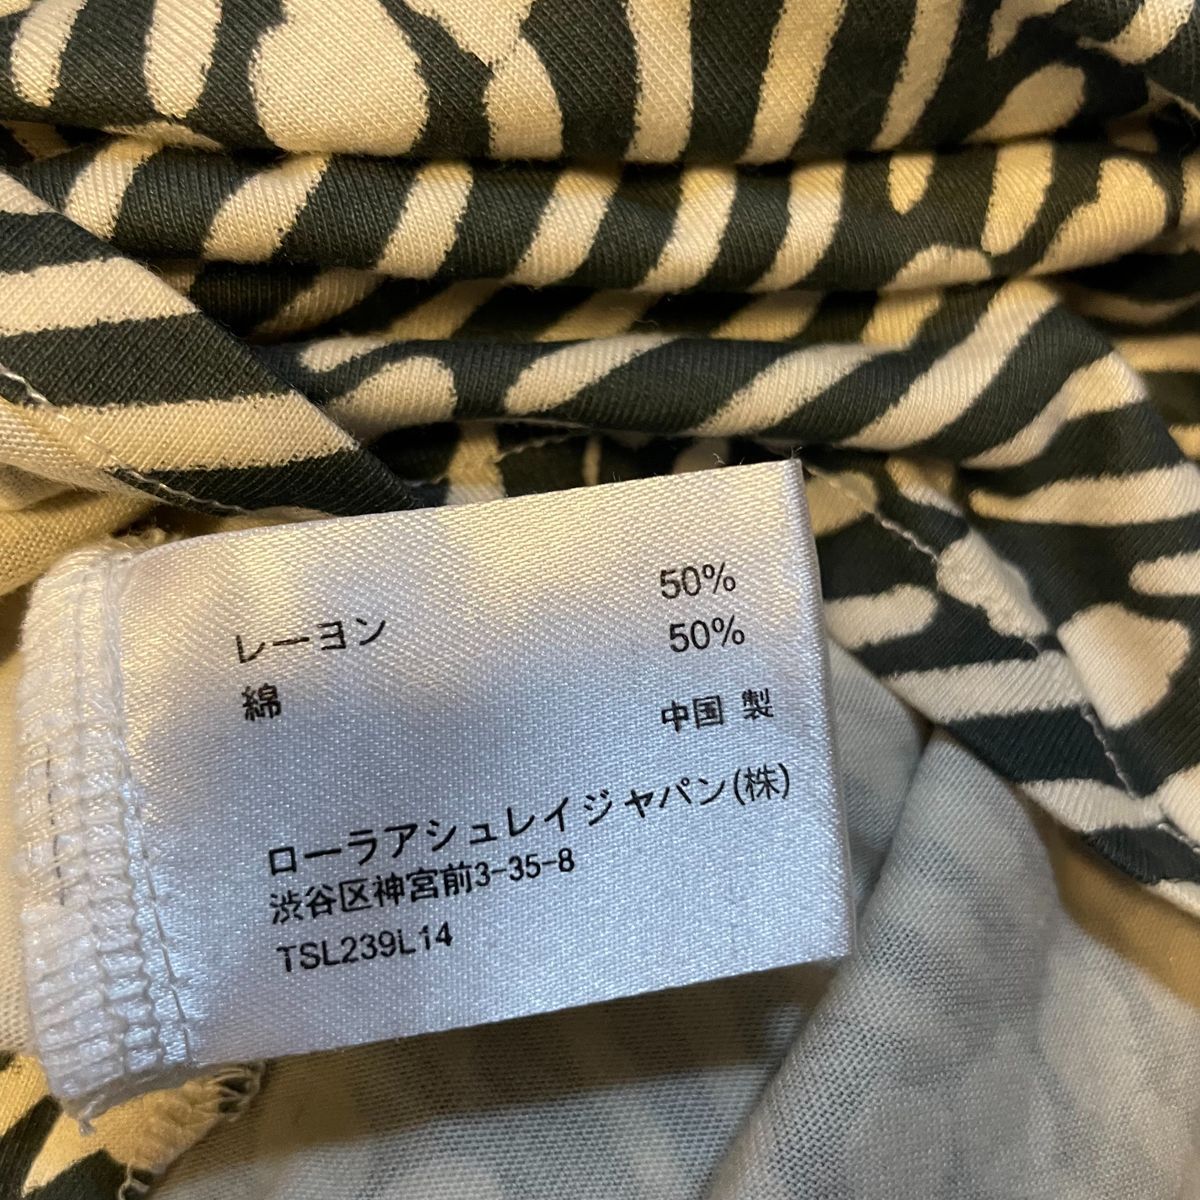 レーヨン 50%
綿 50%
中国 製
ローラアシュレイジャパン(株)
渋谷区神宮前3-35-8
TSL239L14